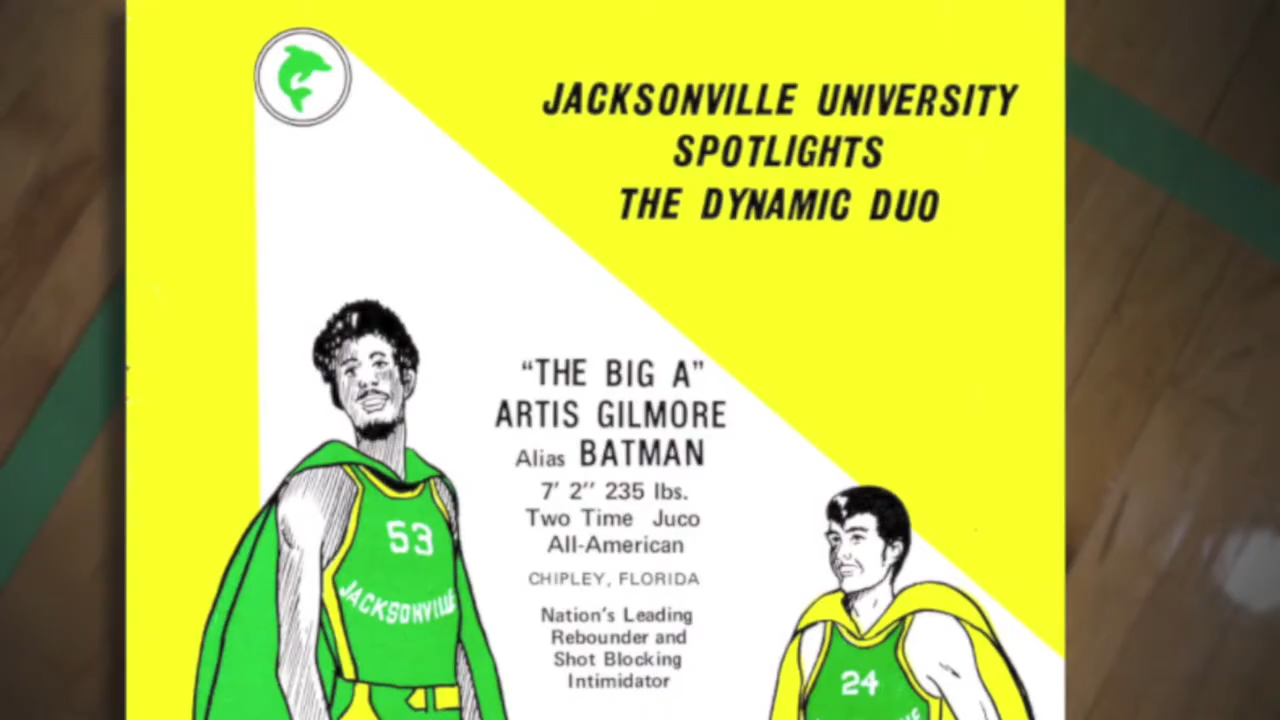 JACKSONVILLE UNIVERSITY
SPOTLIGHTS
THE DYNAMIC DUO
“THE BIG A”
ARTIS GILMORE
Alias BATMAN
7′ 2′′ 235 lbs.
Two Time Juco
All-American
CHIPLEY, FLORIDA
Nation's Leading
Rebounder and
Shot Blocking
Intimidator
53
JACKSONVILLE
24